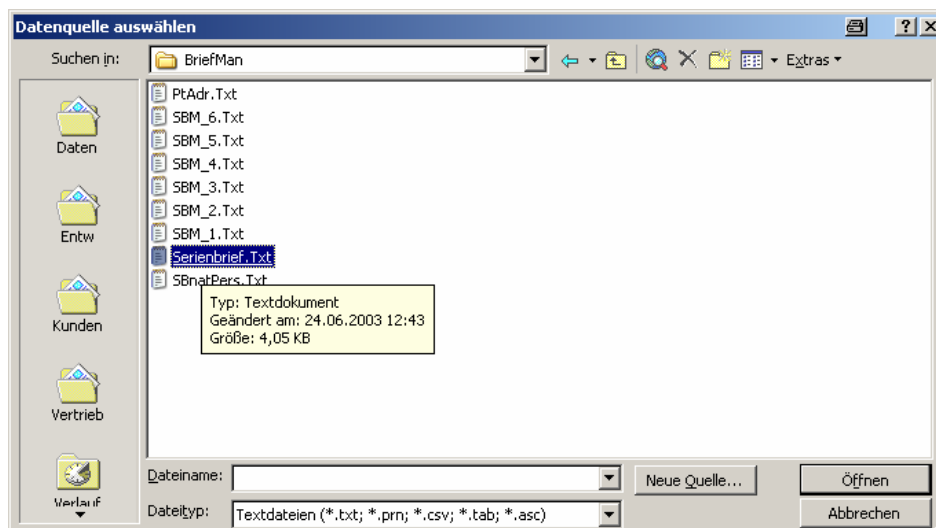 Datenquelle auswählen
Suchen in:
BriefMan
Extras
Daten
Entw
Kunden
Vertrieb
Verlauf
PtAdr.Txt
SBM_6.Txt
SBM_5.Txt
SBM_4.Txt
SBM_3.Txt
SBM_2.Txt
SBM_1.Txt
Serienbrief.Txt
SBnatPers.Txt
Typ: Textdokument
Geändert am: 24.06.2003 12:43
Größe: 4,05 KB
Dateiname:
Neue Quelle...
Öffnen
Dateityp:
Textdateien (*.txt; *.prn; *.csv; *.tab; *.asc)
Abbrechen